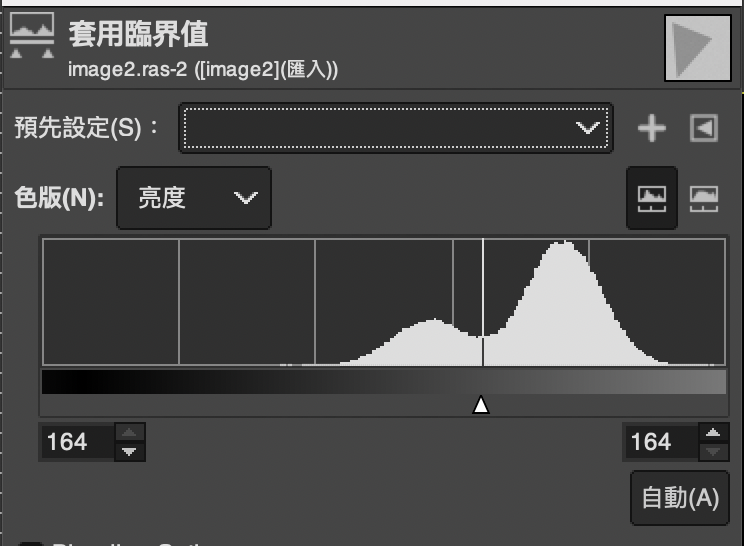 套用臨界值
image2.ras-2 ([image2](匯入))
預先設定(S)：
色版(N):
亮度
164
164
自動(A)